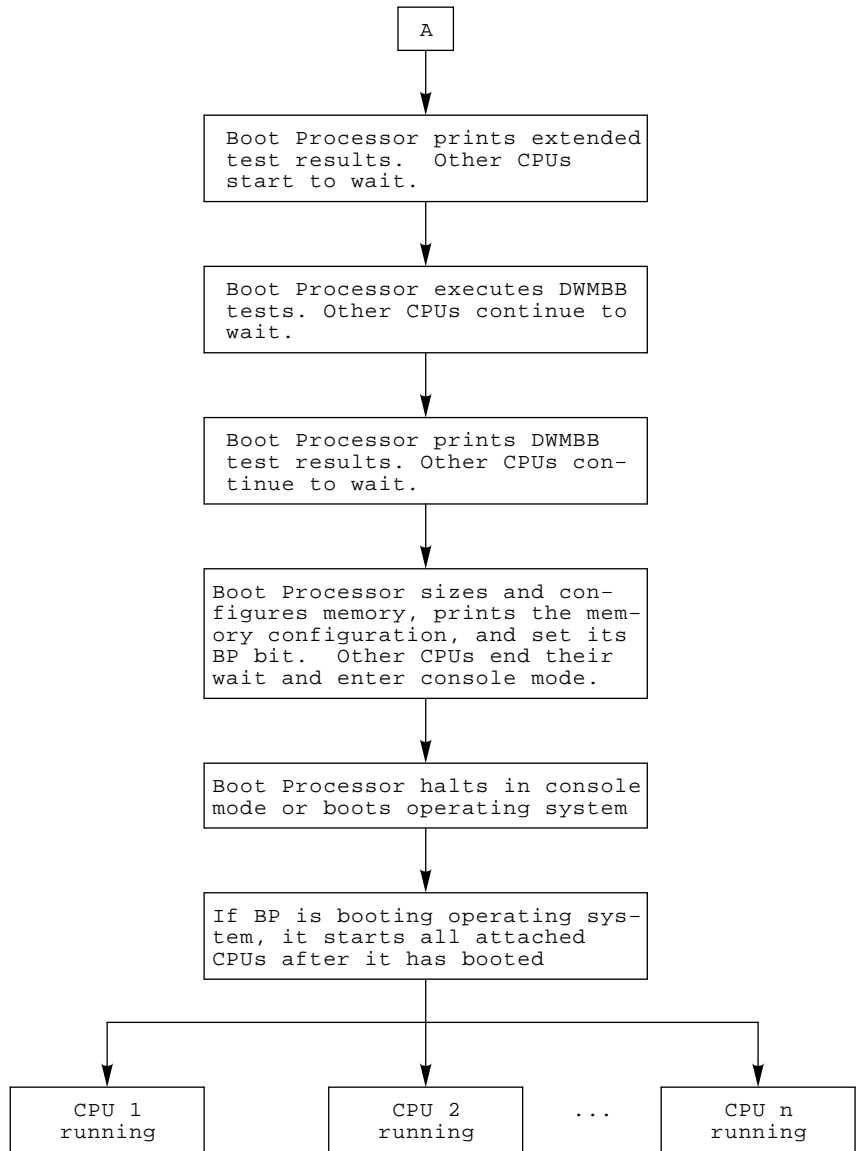 A
Boot Processor prints extended
test results.  Other CPUs
start to wait.
Boot Processor executes DWMBB
tests. Other CPUs continue to
wait.
Boot Processor prints DWMBB
test results. Other CPUs con-
tinue to wait.
Boot Processor sizes and con-
figures memory, prints the mem-
ory configuration, and set its
BP bit.  Other CPUs end their
wait and enter console mode.
Boot Processor halts in console
mode or boots operating system
If BP is booting operating sys-
tem, it starts all attached
CPUs after it has booted
CPU 1
running
CPU 2
running
...
CPU n
running